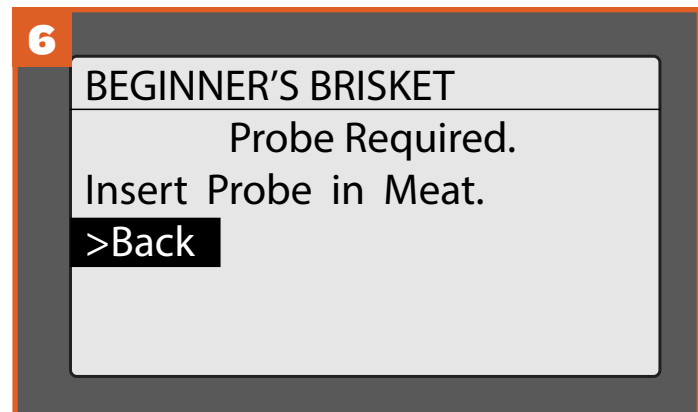 6
BEGINNER’S BRISKET
Probe Required.
Insert Probe in Meat.
>Back